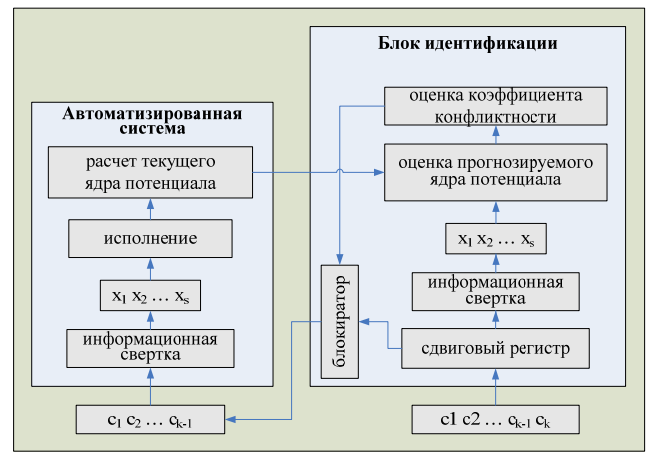 Блок идентификации
оценка коэффициента
конфликтности
оценка прогнозируемого
ядра потенциала
x₁ x₂ … xₛ
информационная
свертка
сдвиговый регистр
c1 c2 … cₖ₋₁ cₖ
блокиратор
Автоматизированная
система
расчет текущего
ядра потенциала
исполнение
x₁ x₂ … xₛ
информационная
свертка
c₁ c₂ … cₖ₋₁